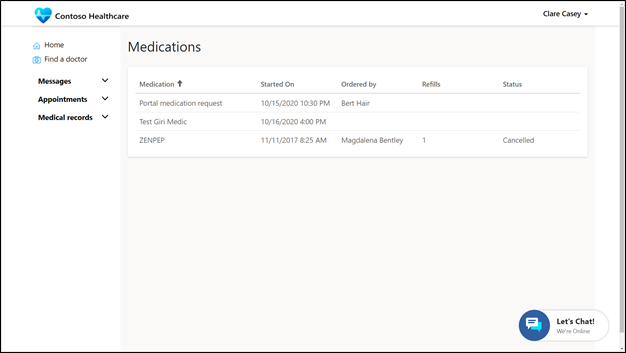 Contoso Healthcare
Clare Casey
Home
Find a doctor
Messages
Appointments
Medical records
Medications
Medication Started On Ordered by Refills Status
Portal medication request 10/15/2020 10:30 PM Bert Hair
Test Giri Medic 10/16/2020 4:00 PM
ZENPEP 11/11/2017 8:25 AM Magdalena Bentley 1 Cancelled
Let's Chat!
We're Online